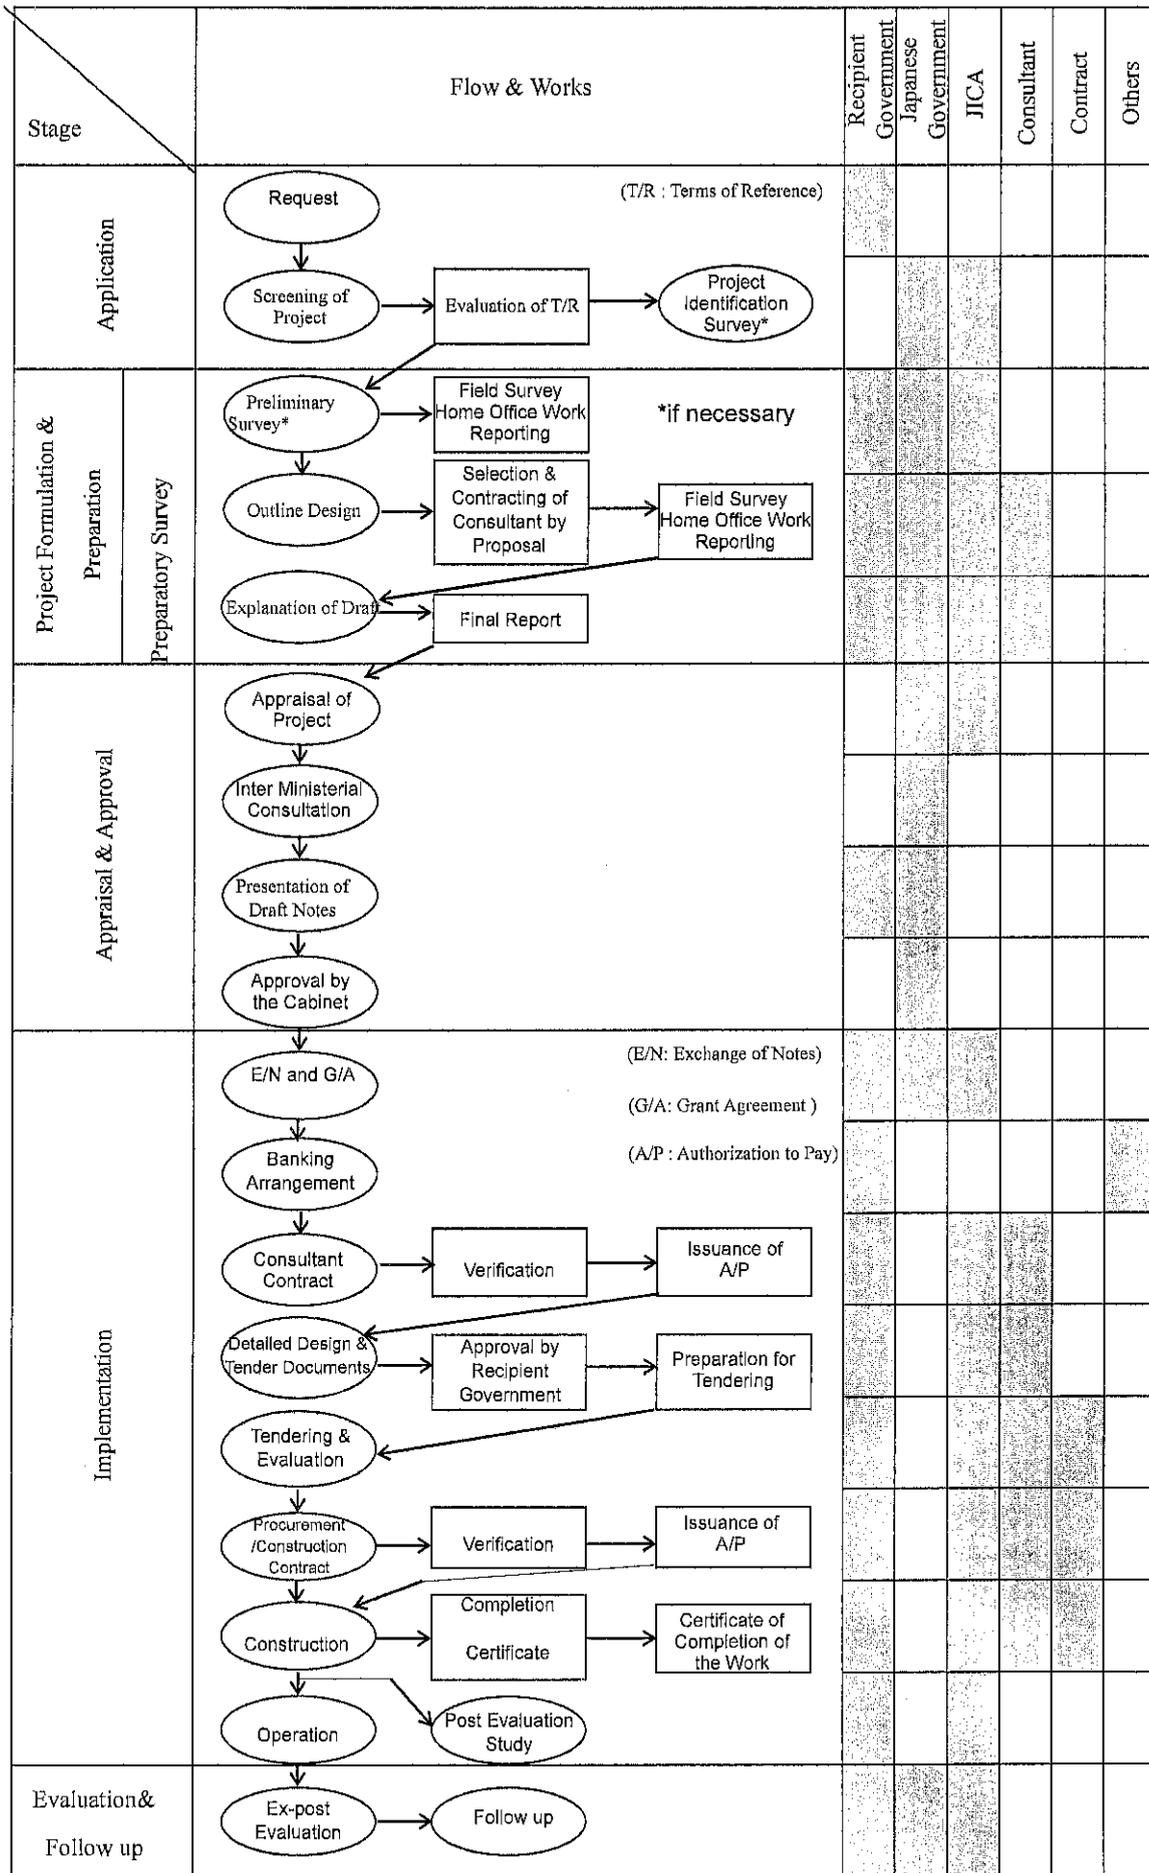 Stage
Flow & Works
Recipient
Government
Japanese
Government
JICA
Consultant
Contract
Others
Application
Request
(T/R : Terms of Reference)
Screening of
Project
Evaluation of T/R
Project
Identification
Survey*
Project Formulation &
Preparation
Preparatory Survey
Preliminary
Survey*
Field Survey
Home Office Work
Reporting
*if necessary
Outline Design
Selection &
Contracting of
Consultant by
Proposal
Field Survey
Home Office Work
Reporting
Explanation of Draft
Final Report
Appraisal & Approval
Appraisal of
Project
Inter Ministerial
Consultation
Presentation of
Draft Notes
Approval by
the Cabinet
Implementation
E/N and G/A
(E/N: Exchange of Notes)
(G/A: Grant Agreement )
(A/P : Authorization to Pay)
Banking
Arrangement
Consultant
Contract
Verification
Issuance of
A/P
Detailed Design &
Tender Documents
Approval by
Recipient
Government
Preparation for
Tendering
Tendering &
Evaluation
Procurement
/Construction
Contract
Verification
Issuance of
A/P
Construction
Completion
Certificate
Certificate of
Completion of
the Work
Operation
Post Evaluation
Study
Evaluation&
Follow up
Ex-post
Evaluation
Follow up